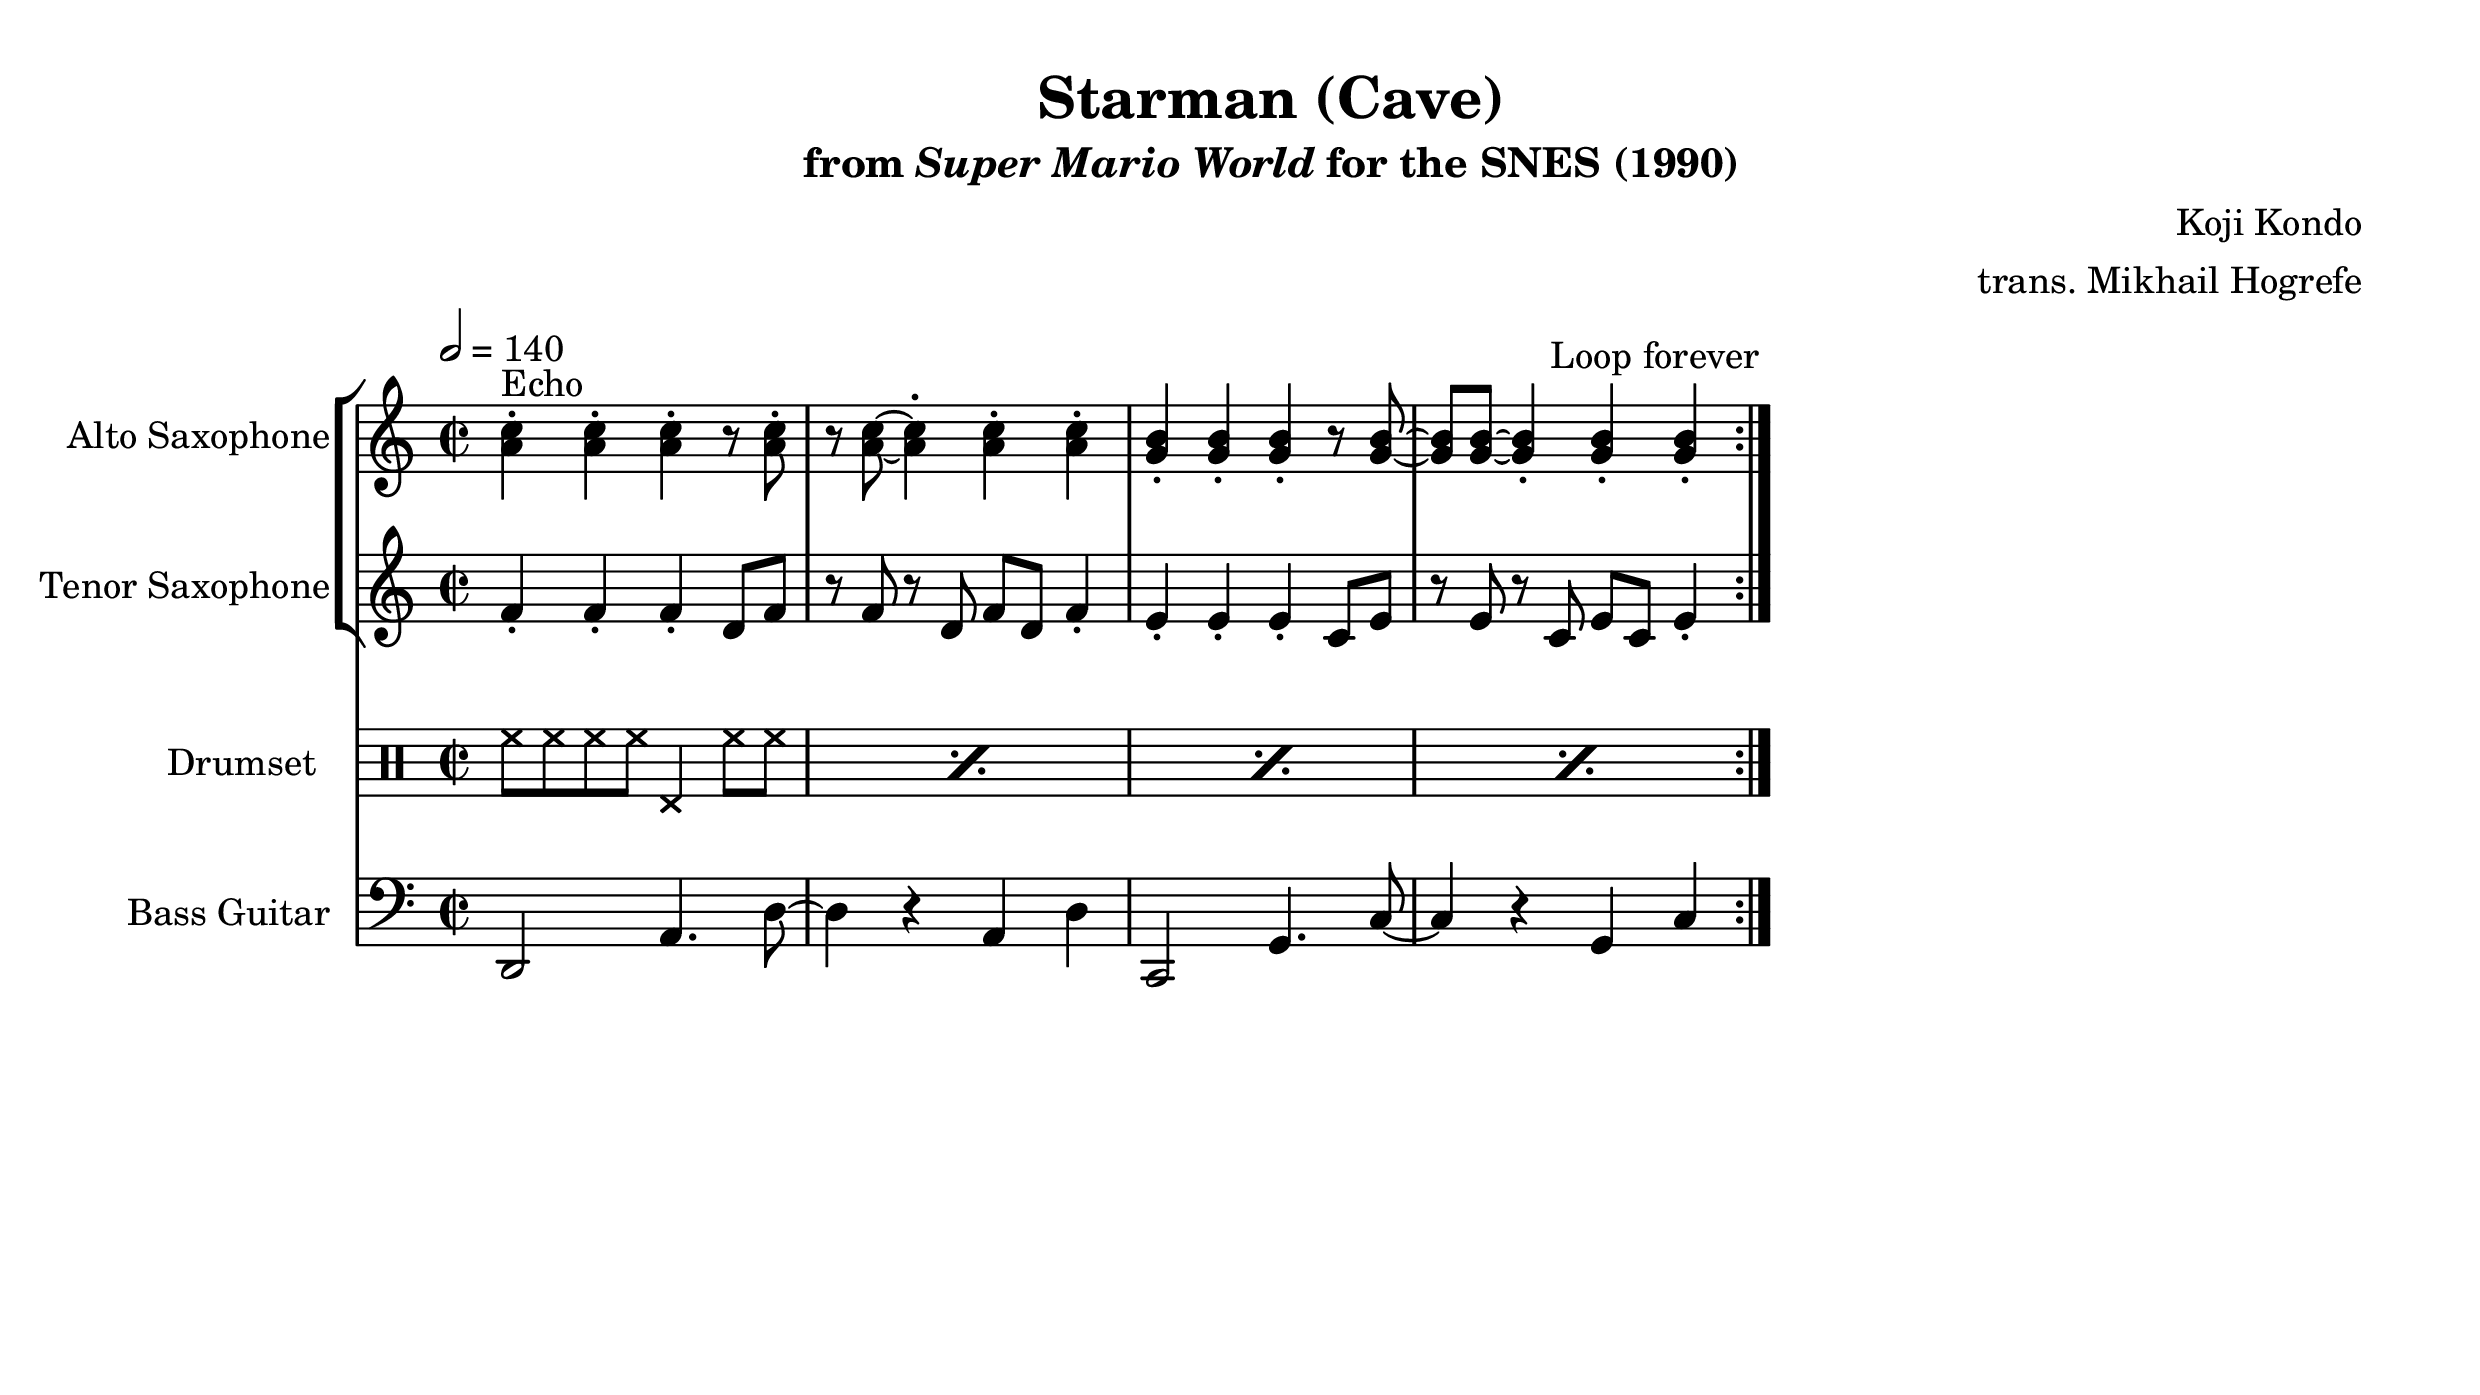 Starman (Cave)
from Super Mario World for the SNES (1990)
Koji Kondo
trans. Mikhail Hogrefe
= 140
Loop forever
Echo
Alto Saxophone
Tenor Saxophone
Drumset
Bass Guitar